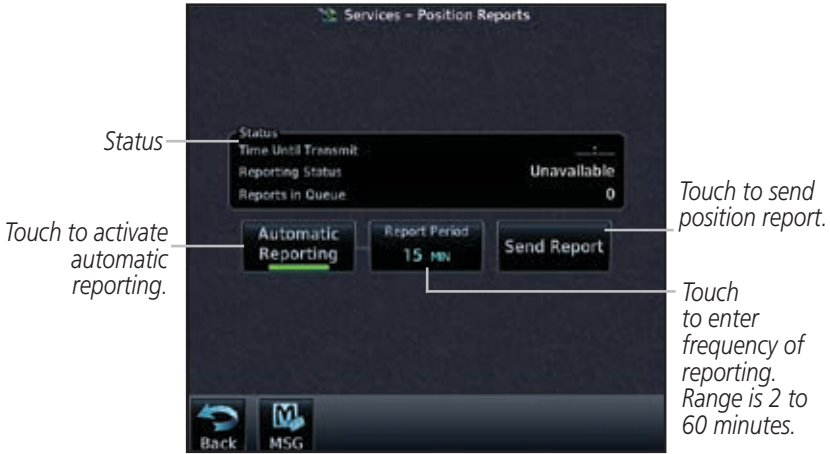 Services – Position Reports
Status
Status
Time Until Transmit __:__
Reporting Status Unavailable
Reports in Queue 0
Touch to activate
automatic
reporting.
Automatic
Reporting
Report Period
15 MIN
Send Report
Touch to send
position report.
Touch
to enter
frequency of
reporting.
Range is 2 to
60 minutes.
Back
MSG